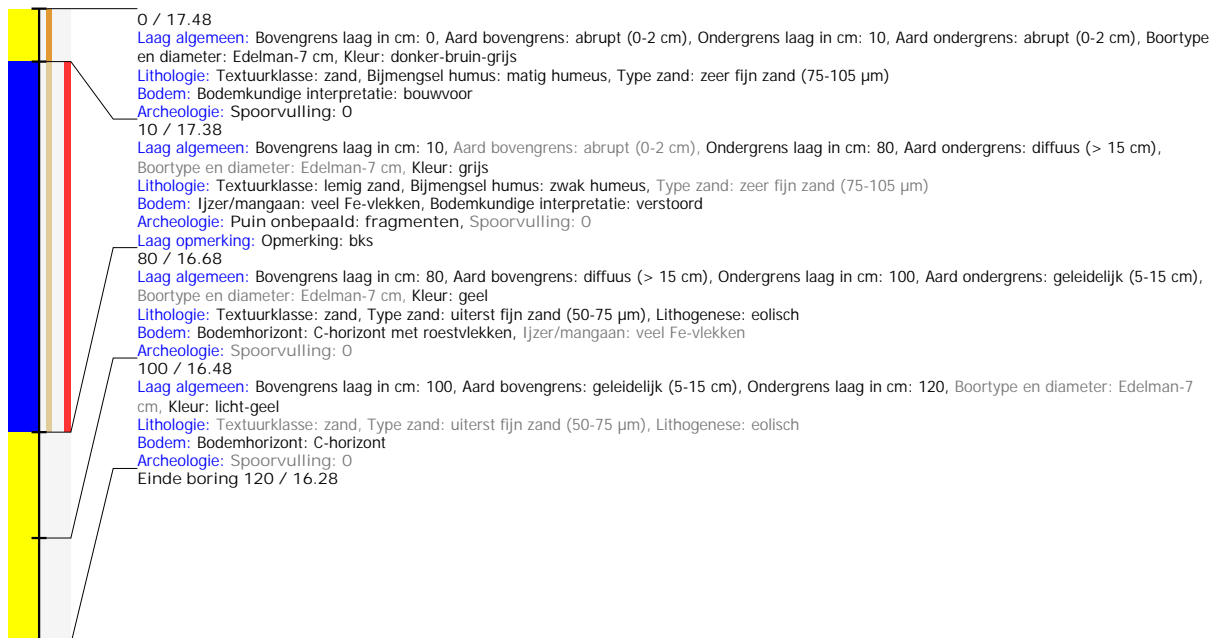 0 / 17.48
Laag algemeen: Bovengrens laag in cm: 0, Aard bovengrens: abrupt (0-2 cm), Ondergrens laag in cm: 10, Aard ondergrens: abrupt (0-2 cm), Boortype
en diameter: Edelman-7 cm, Kleur: donker-bruin-grijs
Lithologie: Textuurklasse: zand, Bijmengsel humus: matig humeus, Type zand: zeer fijn zand (75-105 µm)
Bodem: Bodemkundige interpretatie: bouwvoor
Archeologie: Spoorvulling: 0
10 / 17.38
Laag algemeen: Bovengrens laag in cm: 10, Aard bovengrens: abrupt (0-2 cm), Ondergrens laag in cm: 80, Aard ondergrens: diffuus (> 15 cm),
Boortype en diameter: Edelman-7 cm, Kleur: grijs
Lithologie: Textuurklasse: lemig zand, Bijmengsel humus: zwak humeus, Type zand: zeer fijn zand (75-105 µm)
Bodem: Ijzer/mangaan: veel Fe-vlekken, Bodemkundige interpretatie: verstoord
Archeologie: Puin onbepaald: fragmenten, Spoorvulling: 0
Laag opmerking: Opmerking: bks
80 / 16.68
Laag algemeen: Bovengrens laag in cm: 80, Aard bovengrens: diffuus (> 15 cm), Ondergrens laag in cm: 100, Aard ondergrens: geleidelijk (5-15 cm),
Boortype en diameter: Edelman-7 cm, Kleur: geel
Lithologie: Textuurklasse: zand, Type zand: uiterst fijn zand (50-75 µm), Lithogenese: eolisch
Bodem: Bodemhorizont: C-horizont met roestvlekken, Ijzer/mangaan: veel Fe-vlekken
Archeologie: Spoorvulling: 0
100 / 16.48
Laag algemeen: Bovengrens laag in cm: 100, Aard bovengrens: geleidelijk (5-15 cm), Ondergrens laag in cm: 120, Boortype en diameter: Edelman-7
cm, Kleur: licht-geel
Lithologie: Textuurklasse: zand, Type zand: uiterst fijn zand (50-75 µm), Lithogenese: eolisch
Bodem: Bodemhorizont: C-horizont
Archeologie: Spoorvulling: 0
Einde boring 120 / 16.28